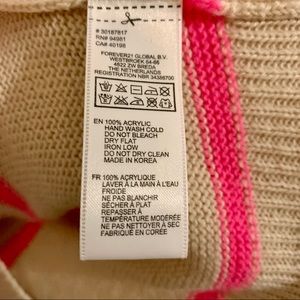 # 30187817
RN# 94981
CA# 40198
FOREVER21 GLOBAL B.V.
WESTBROEK 54-66
4822 ZW BREDA
THE NETHERLANDS
REGISTRATION NBR 34388700
EN 100% ACRYLIC
HAND WASH COLD
DO NOT BLEACH
DRY FLAT
IRON LOW
DO NOT DRY CLEAN
MADE IN KOREA
FR 100% ACRYLIQUE
LAVER À LA MAIN À L'EAU
FROIDE
NE PAS BLANCHIR
SÉCHER À PLAT
REPASSER À
TEMPÉRATURE MODÉRÉE
NE PAS NETTOYER À SEC
FABRIQUÉ EN CORÉE